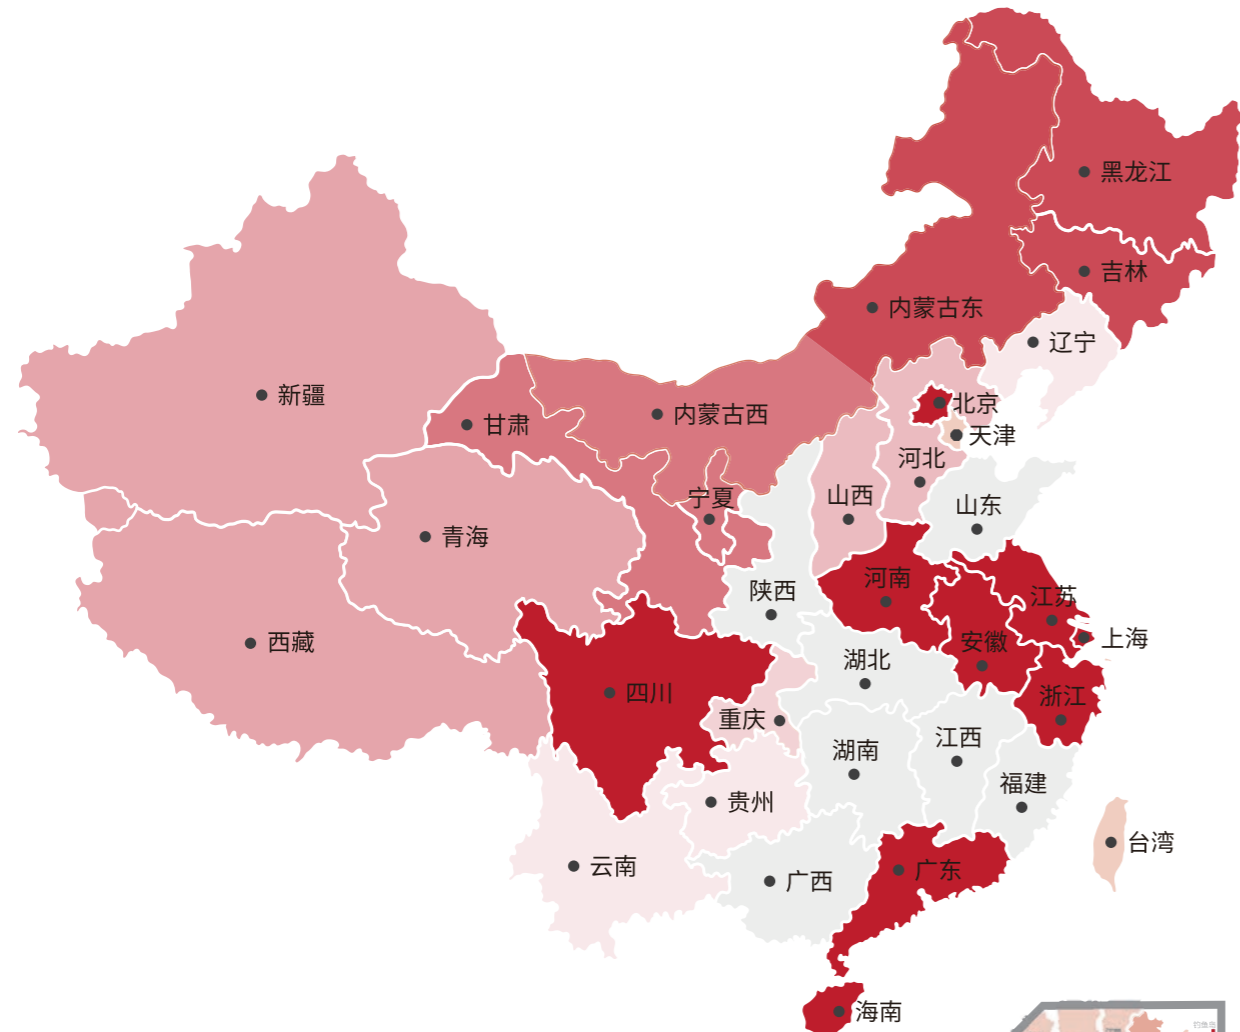 黑龙江
吉林
内蒙古东
辽宁
新疆
北京
内蒙古西
甘肃
天津
河北
山西
宁夏
山东
青海
河南
陕西
江苏
上海
安徽
西藏
湖北
四川
浙江
重庆
江西
湖南
福建
贵州
台湾
云南
广东
广西
海南
钓鱼岛